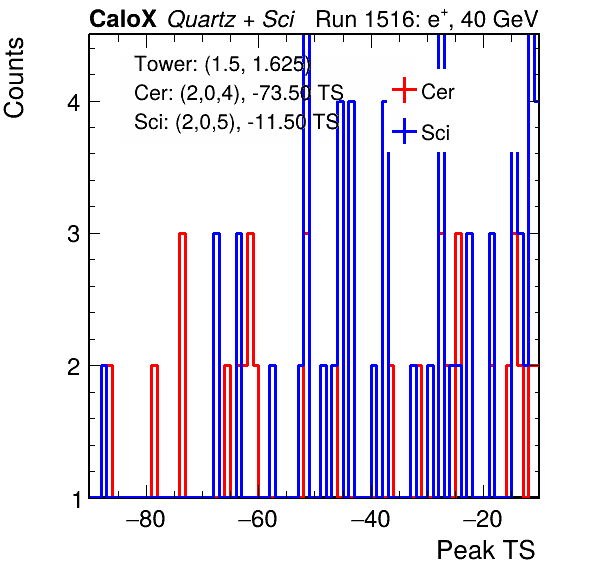 CaloX Quartz + Sci Run 1516: e+, 40 GeV
Tower: (1.5, 1.625)
Cer: (2,0,4), -73.50 TS
Sci: (2,0,5), -11.50 TS
Cer
Sci
Counts
4
3
2
1
−80 −60 −40 −20
Peak TS